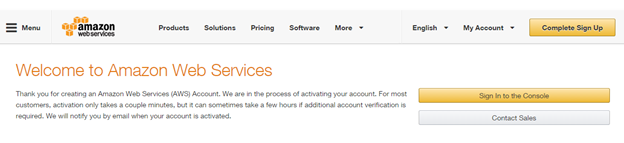 Menu
amazon
web services
Products Solutions Pricing Software More
English My Account Complete Sign Up
Welcome to Amazon Web Services
Thank you for creating an Amazon Web Services (AWS) Account. We are in the process of activating your account. For most
customers, activation only takes a couple minutes, but it can sometimes take a few hours if additional account verification is
required. We will notify you by email when your account is activated.
Sign In to the Console
Contact Sales